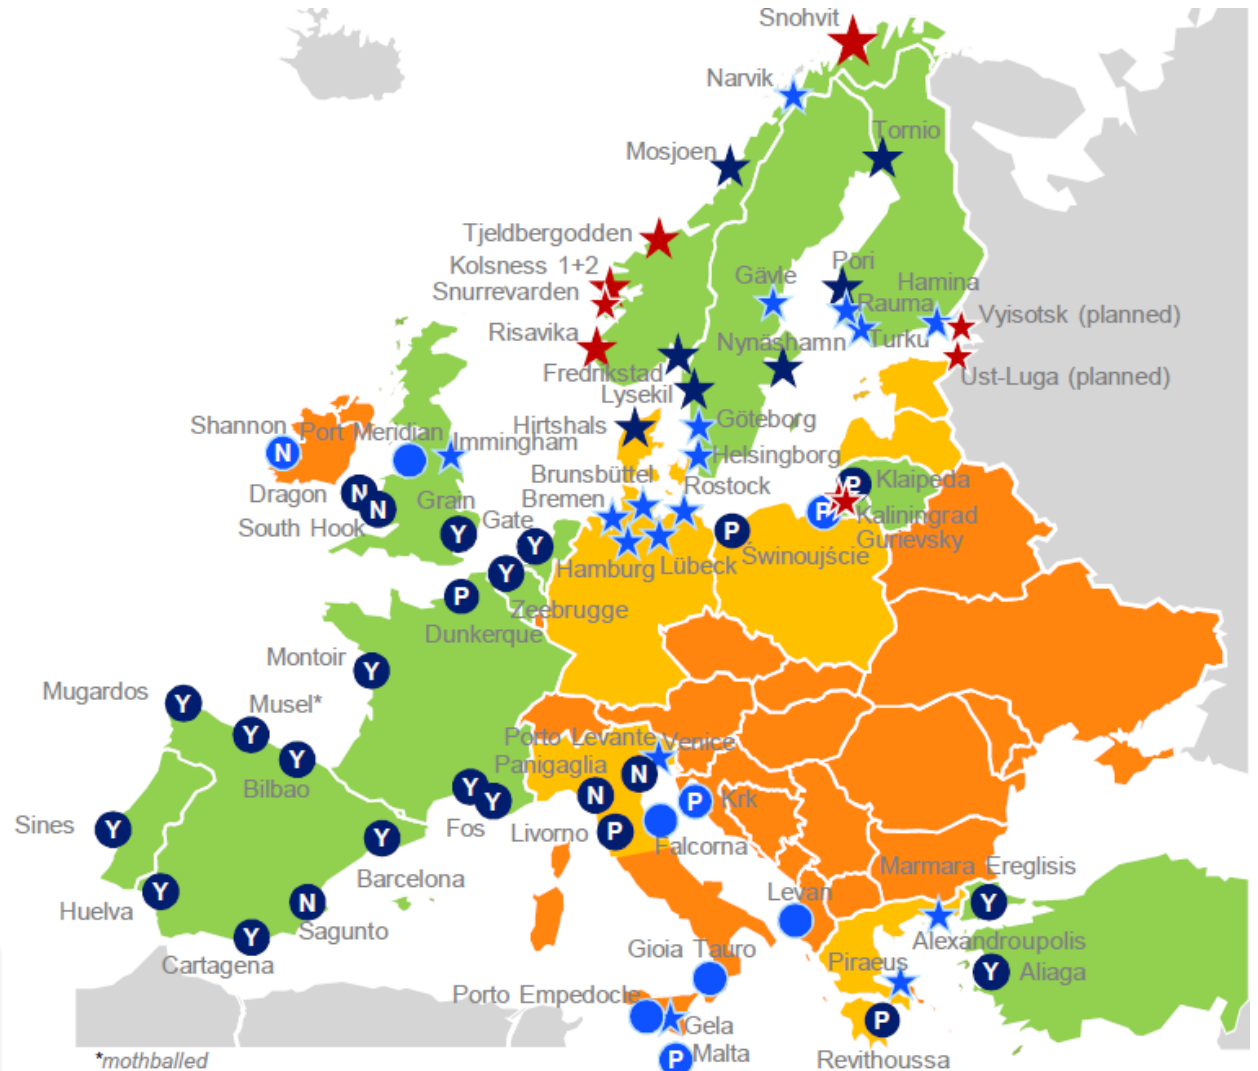 Snohvit
Narvik
Tornio
Mosjoen
Tjeldbergodden
Kolsness 1+2
Snurrevarden
Risavika
Gävle
Pori
Hamina
Rauma
Vyisotsk (planned)
Nynäshamn
Turku
Fredrikstad
Ust-Luga (planned)
Lysekil
Shannon
N
Port Meridian
Immingham
Hirtshals
Göteborg
Helsingborg
Brunsbüttel
Rostock
Bremen
P
Klaipeda
Dragon
N
N
South Hook
Grain
Y
Gate
Y
P
Kaliningrad
Gurievsky
P
Świnoujście
Hamburg
Lübeck
Y
Zeebrugge
P
Dunkerque
Montoir
Y
Mugardos
Y
Musel*
Y
Y
Bilbao
Porto Levante
Venice
Panigaglia
N
N
Y
Y
Fos
Livorno
P
P
Krk
Falcorna
Sines
Y
Y
Barcelona
Huelva
Y
N
Sagunto
Y
Cartagena
Marmara Ereglisis
Y
Levan
Alexandroupolis
Gioia Tauro
Piraeus
Y
Aliaga
Porto Empedocle
Gela
P
Malta
P
Revithoussa
*mothballed